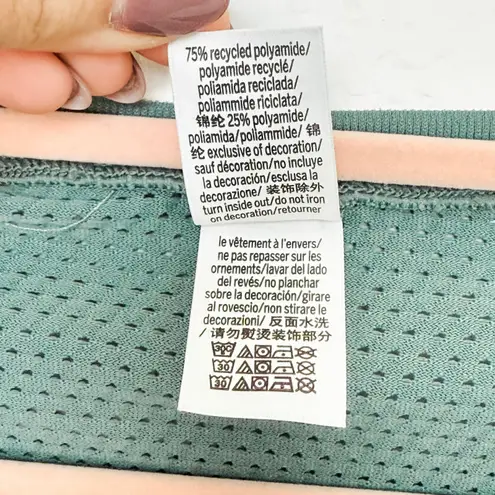 75% recycled polyamide/
polyamide recyclé/
poliamida reciclada/
poliammide riciclata/
锦纶 25% polyamide/
poliamida/poliammide/ 锦
纶 exclusive of decoration/
sauf décoration/no incluye
la decoración/esclusa la
decorazione/ 装饰除外
turn inside out/do not iron
on decoration/retourner
le vêtement à l'envers/
ne pas repasser sur les
ornements/lavar del lado
del revés/no planchar
sobre la decoración/girare
al rovescio/non stirare le
decorazioni/ 反面水洗
/ 请勿熨烫装饰部分
30
30
30